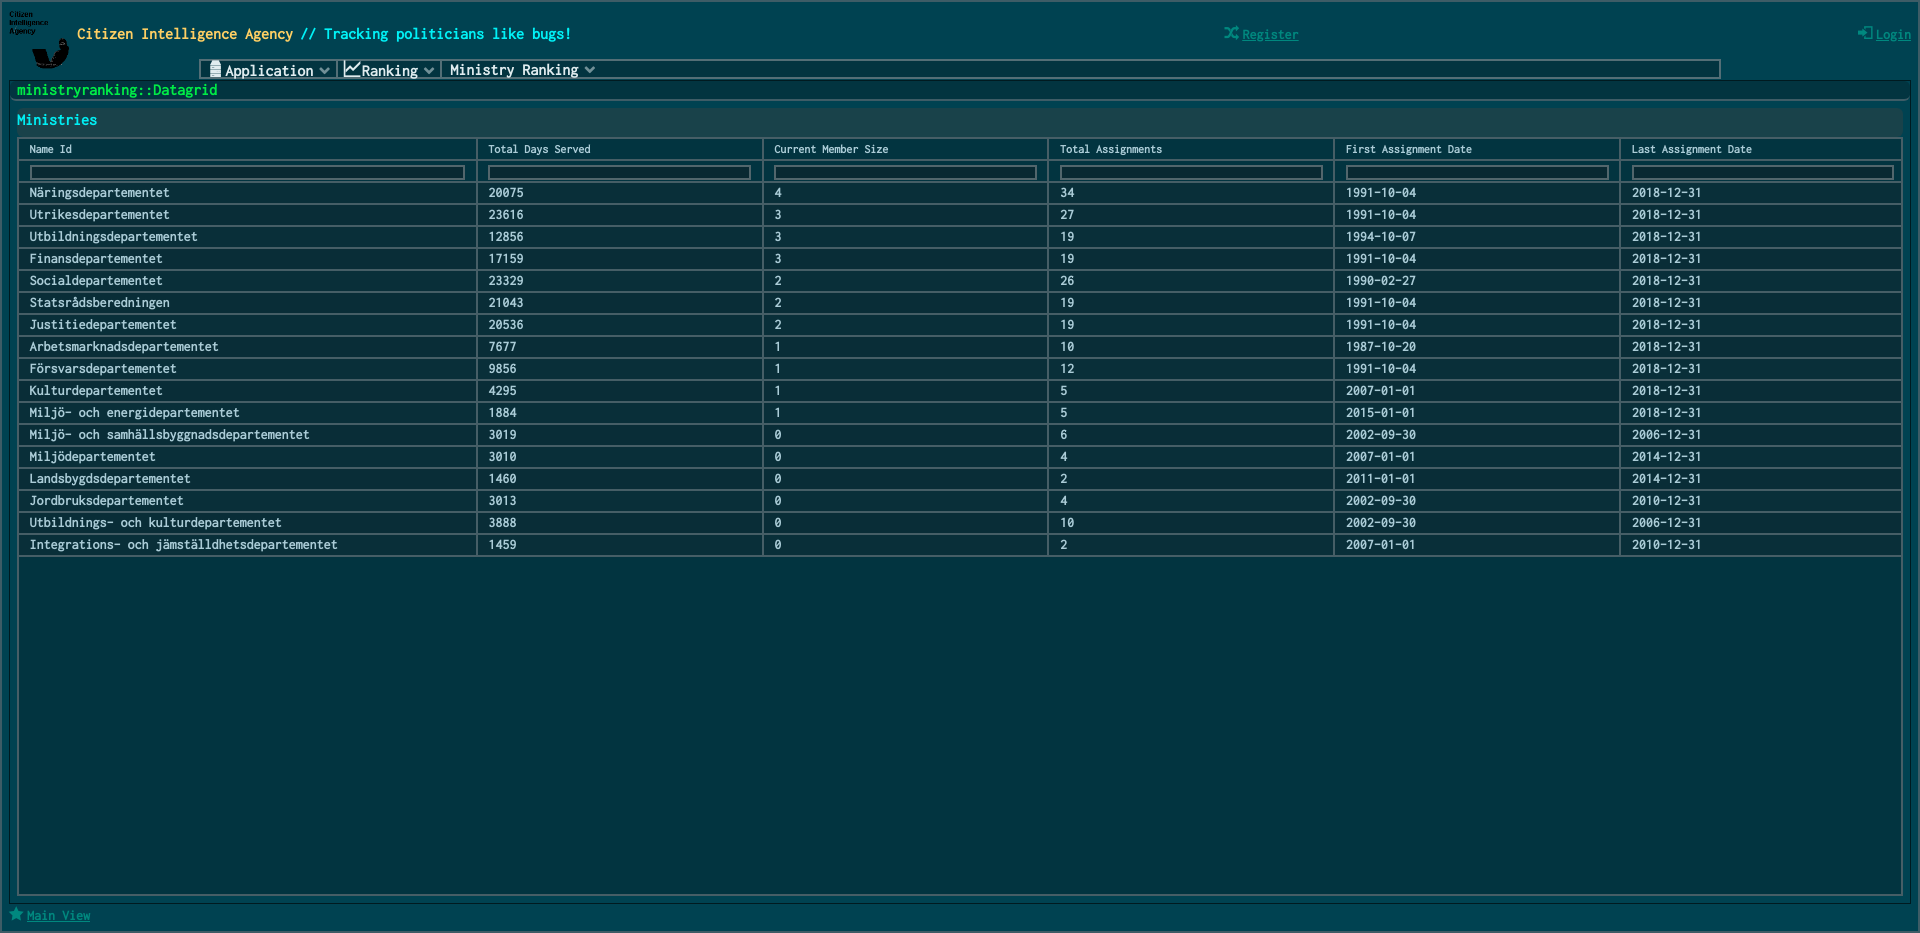 Citizen
Intelligence
Agency
Citizen Intelligence Agency // Tracking politicians like bugs!
Register
Login
Application Ranking Ministry Ranking
ministryranking::Datagrid
Ministries
Name Id Total Days Served Current Member Size Total Assignments First Assignment Date Last Assignment Date
Näringsdepartementet 20075 4 34 1991-10-04 2018-12-31
Utrikesdepartementet 23616 3 27 1991-10-04 2018-12-31
Utbildningsdepartementet 12856 3 19 1994-10-07 2018-12-31
Finansdepartementet 17159 3 19 1991-10-04 2018-12-31
Socialdepartementet 23329 2 26 1990-02-27 2018-12-31
Statsrådsberedningen 21043 2 19 1991-10-04 2018-12-31
Justitiedepartementet 20536 2 19 1991-10-04 2018-12-31
Arbetsmarknadsdepartementet 7677 1 10 1987-10-20 2018-12-31
Försvarsdepartementet 9856 1 12 1991-10-04 2018-12-31
Kulturdepartementet 4295 1 5 2007-01-01 2018-12-31
Miljö- och energidepartementet 1884 1 5 2015-01-01 2018-12-31
Miljö- och samhällsbyggnadsdepartementet 3019 0 6 2002-09-30 2006-12-31
Miljödepartementet 3010 0 4 2007-01-01 2014-12-31
Landsbygdsdepartementet 1460 0 2 2011-01-01 2014-12-31
Jordbruksdepartementet 3013 0 4 2002-09-30 2010-12-31
Utbildnings- och kulturdepartementet 3888 0 10 2002-09-30 2006-12-31
Integrations- och jämställdhetsdepartementet 1459 0 2 2007-01-01 2010-12-31
Main View